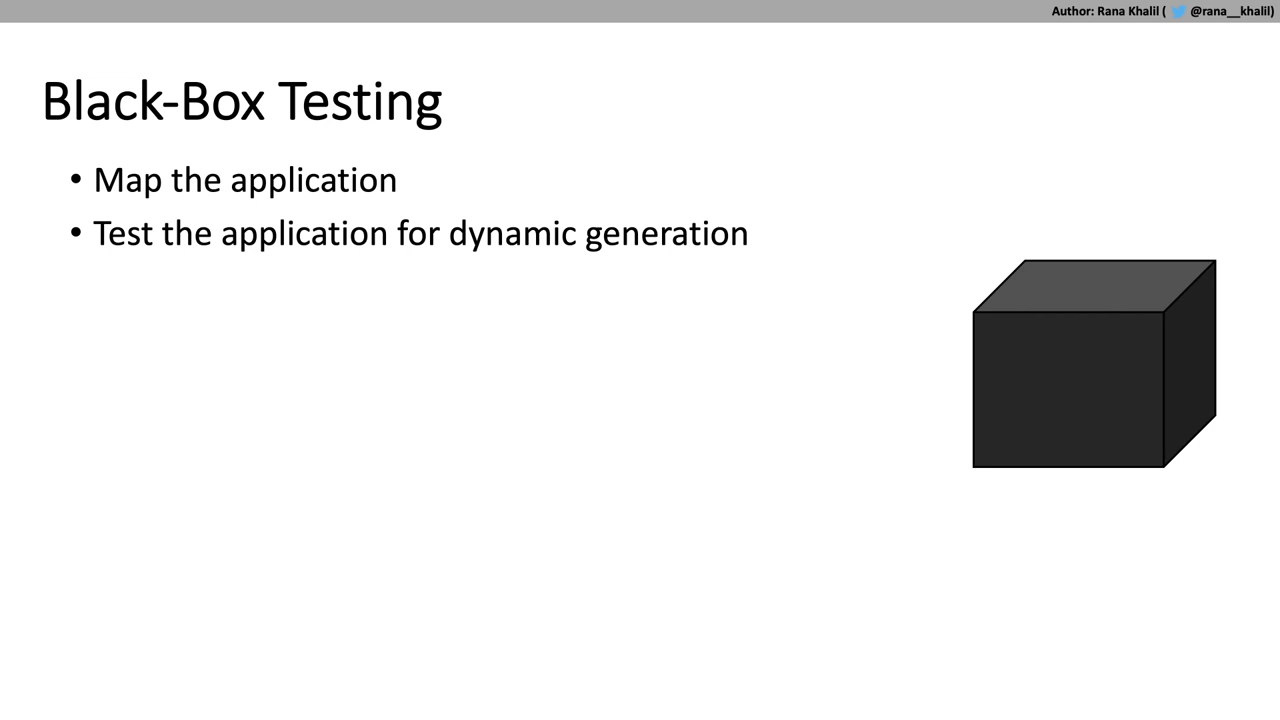 Author: Rana Khalil ( @rana__khalil)
Black-Box Testing
• Map the application
• Test the application for dynamic generation